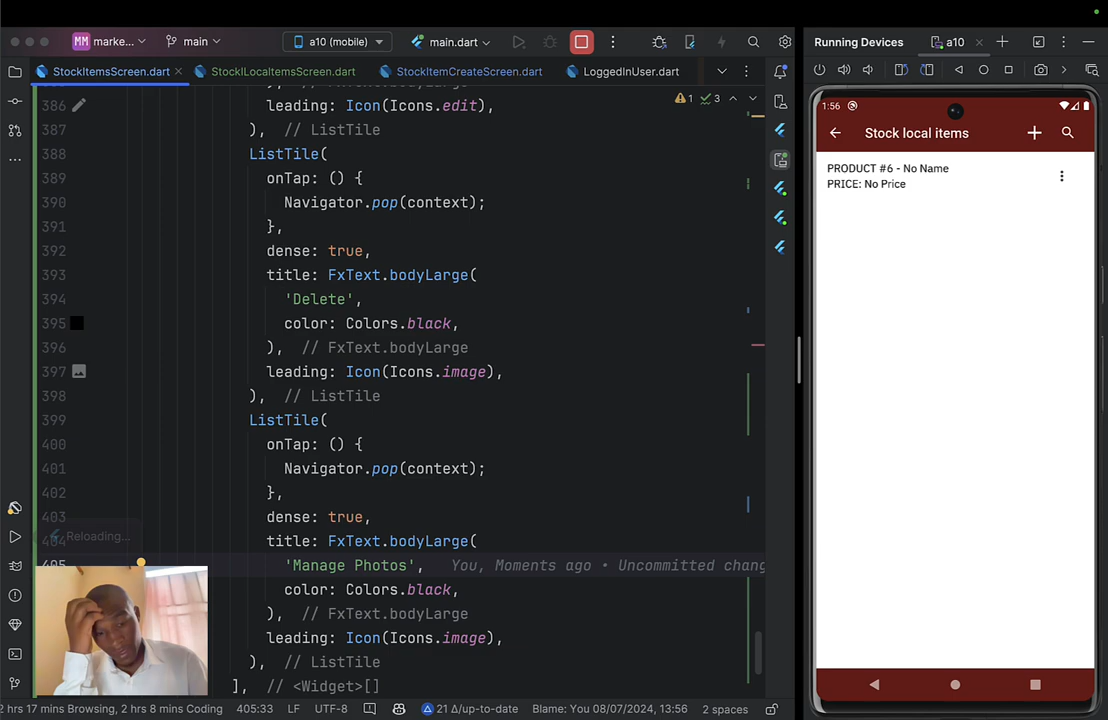 MM marke...
main
a10 (mobile)
main.dart
Running Devices
a10
StockItemsScreen.dart
StocklLocaltemsScreen.dart
StockItemCreateScreen.dart
LoggedInUser.dart
386 leading: Icon(Icons.edit),
1 3
387 ), // ListTile
388 ListTile(
389 onTap: () {
390 Navigator.pop(context);
391 },
392 dense: true,
393 title: FxText.bodyLarge(
394 'Delete',
395 color: Colors.black,
396 ), // FxText.bodyLarge
397 leading: Icon(Icons.image),
398 ), // ListTile
399 ListTile(
400 onTap: () {
401 Navigator.pop(context);
402 },
403 dense: true,
404 title: FxText.bodyLarge(
Reloading...
405 'Manage Photos', You, Moments ago • Uncommitted chang
color: Colors.black,
), // FxText.bodyLarge
leading: Icon(Icons.image),
), // ListTile
], // <Widget>[]
2 hrs 17 mins Browsing, 2 hrs 8 mins Coding 405:33 LF UTF-8 21 Δ/up-to-date Blame: You 08/07/2024, 13:56 2 spaces
1:56
Stock local items
PRODUCT #6 - No Name
PRICE: No Price